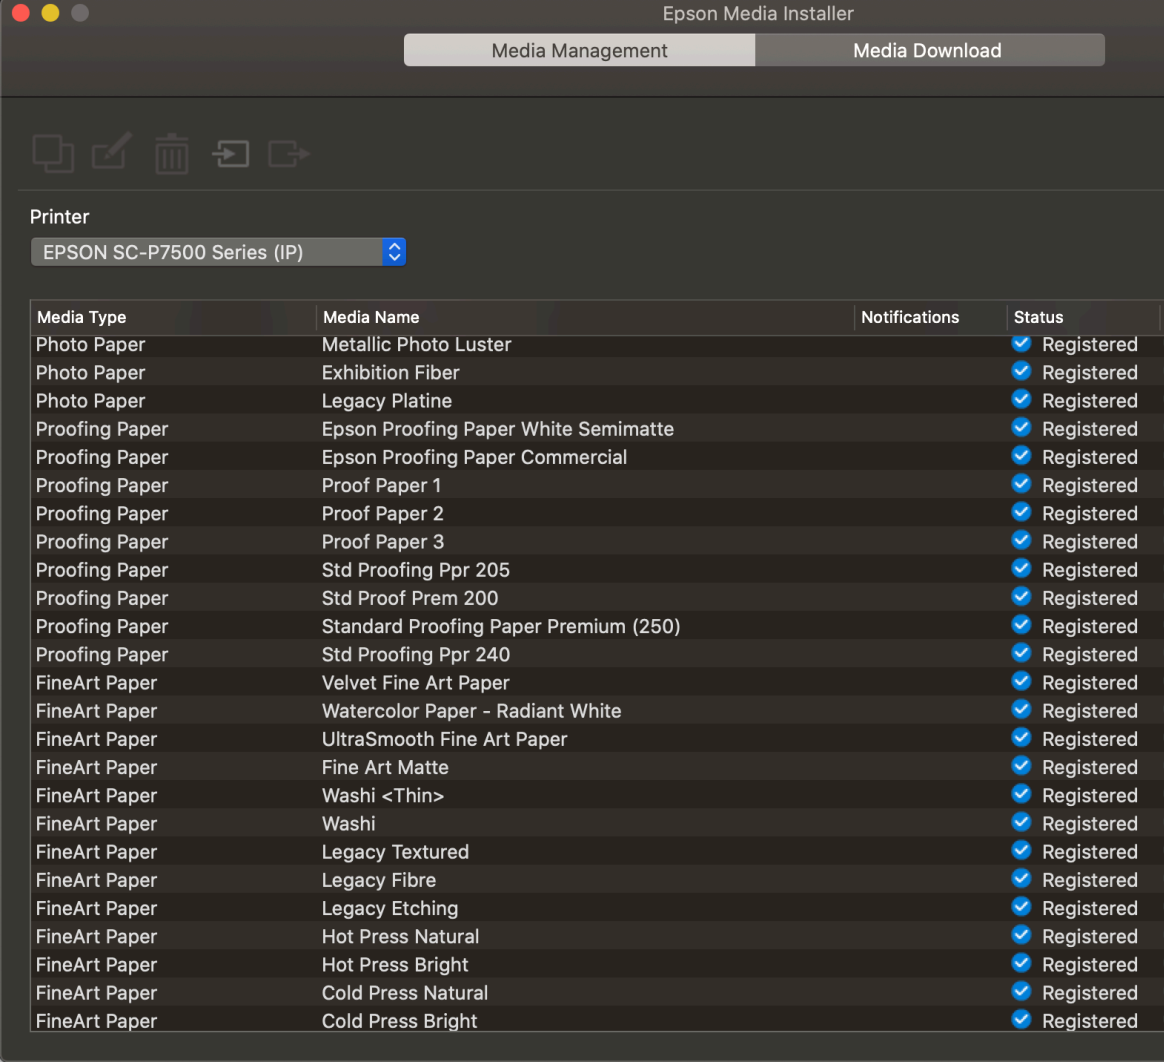 Epson Media Installer
Media Management Media Download
Printer
EPSON SC-P7500 Series (IP)
Media Type Media Name Notifications Status
Photo Paper Metallic Photo Luster Registered
Photo Paper Exhibition Fiber Registered
Photo Paper Legacy Platine Registered
Proofing Paper Epson Proofing Paper White Semimatte Registered
Proofing Paper Epson Proofing Paper Commercial Registered
Proofing Paper Proof Paper 1 Registered
Proofing Paper Proof Paper 2 Registered
Proofing Paper Proof Paper 3 Registered
Proofing Paper Std Proofing Ppr 205 Registered
Proofing Paper Std Proof Prem 200 Registered
Proofing Paper Standard Proofing Paper Premium (250) Registered
Proofing Paper Std Proofing Ppr 240 Registered
FineArt Paper Velvet Fine Art Paper Registered
FineArt Paper Watercolor Paper - Radiant White Registered
FineArt Paper UltraSmooth Fine Art Paper Registered
FineArt Paper Fine Art Matte Registered
FineArt Paper Washi <Thin> Registered
FineArt Paper Washi Registered
FineArt Paper Legacy Textured Registered
FineArt Paper Legacy Fibre Registered
FineArt Paper Legacy Etching Registered
FineArt Paper Hot Press Natural Registered
FineArt Paper Hot Press Bright Registered
FineArt Paper Cold Press Natural Registered
FineArt Paper Cold Press Bright Registered